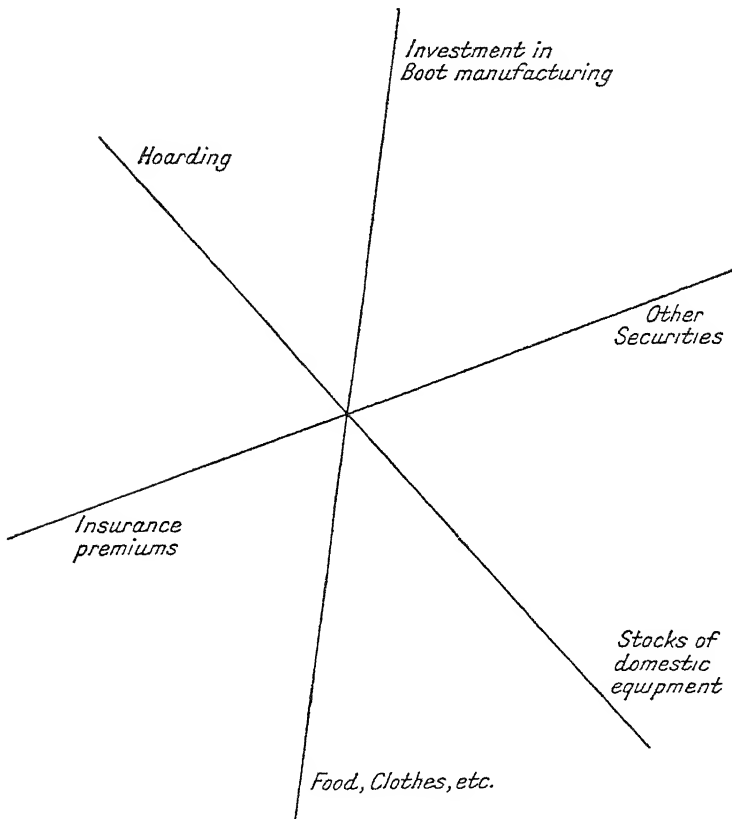 Investment in
Boot manufacturing
Hoarding
Other
Securities
Insurance
premiums
Stocks of
domestic
equipment
Food, Clothes, etc.